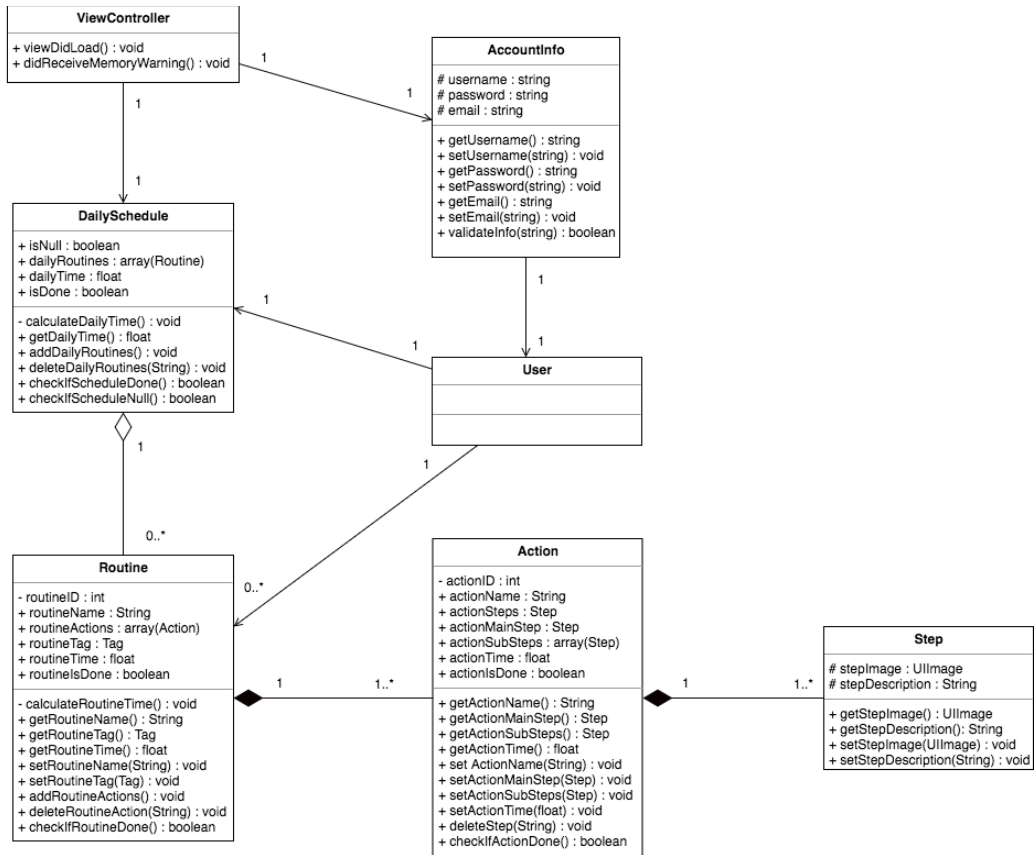 ViewController
+ viewDidLoad() : void
+ didReceiveMemoryWarning() : void
1
1
1
1
AccountInfo
# username : string
# password : string
# email : string
+ getUsername() : string
+ setUsername(string) : void
+ getPassword() : string
+ setPassword(string) : void
+ getEmail() : string
+ setEmail(string) : void
+ validateInfo(string) : boolean
1
1
DailySchedule
+ isNull : boolean
+ dailyRoutines : array(Routine)
+ dailyTime : float
+ isDone : boolean
- calculateDailyTime() : void
+ getDailyTime() : float
+ addDailyRoutines() : void
+ deleteDailyRoutines(String) : void
+ checkIfScheduleDone() : boolean
+ checkIfScheduleNull() : boolean
1
1
User
1
0..*
1
0..*
Routine
- routineID : int
+ routineName : String
+ routineActions : array(Action)
+ routineTag : Tag
+ routineTime : float
+ routineIsDone : boolean
- calculateRoutineTime() : void
+ getRoutineName() : String
+ getRoutineTag() : Tag
+ getRoutineTime() : float
+ setRoutineName(String) : void
+ setRoutineTag(Tag) : void
+ addRoutineActions() : void
+ deleteRoutineAction(String) : void
+ checkIfRoutineDone() : boolean
1
1..*
Action
- actionID : int
+ actionName : String
+ actionSteps : Step
+ actionMainStep : Step
+ actionSubSteps : array(Step)
+ actionTime : float
+ actionIsDone : boolean
+ getActionName() : String
+ getActionMainStep() : Step
+ getActionSubSteps() : Step
+ getActionTime() : float
+ set ActionName(String) : void
+ setActionMainStep(Step) : void
+ setActionSubSteps(Step) : void
+ setActionTime(float) : void
+ deleteStep(String) : void
+ checkIfActionDone() : boolean
1
1..*
Step
# stepImage : UIImage
# stepDescription : String
+ getStepImage() : UIImage
+ getStepDescription(): String
+ setStepImage(UIImage) : void
+ setStepDescription(String) : void